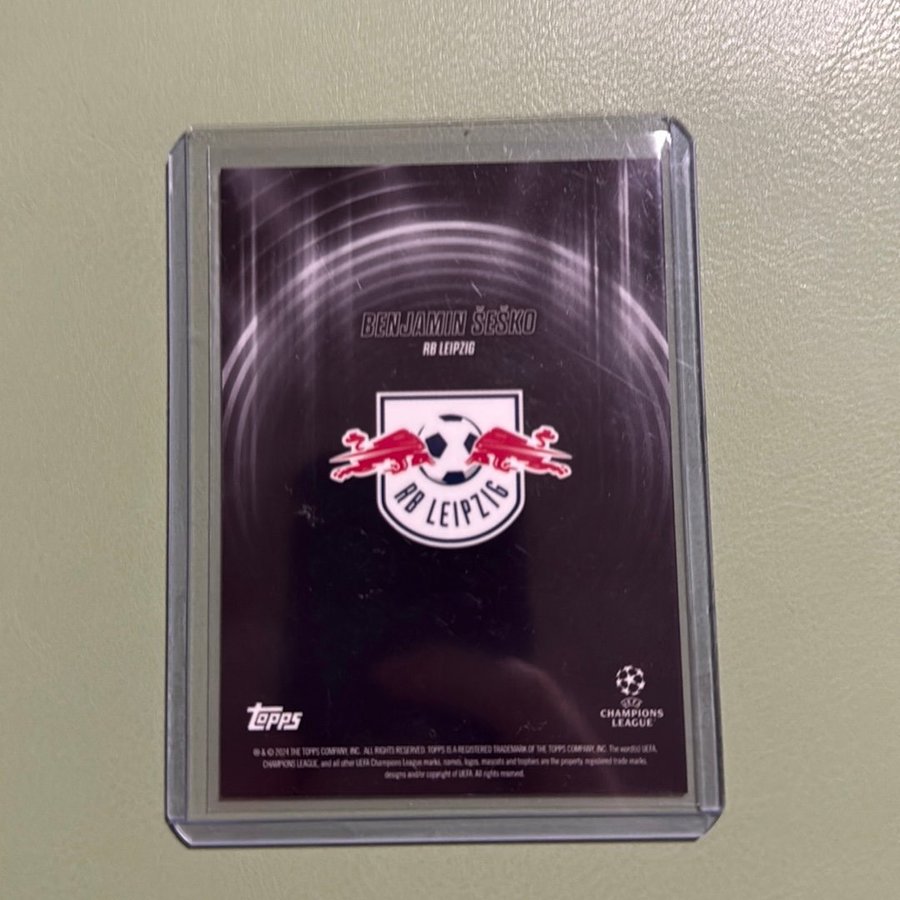 BENJAMIN ŠEŠKO
RB LEIPZIG
RB LEIPZIG
topps
UEFA
CHAMPIONS
LEAGUE
® & © 2024 THE TOPPS COMPANY, INC. ALL RIGHTS RESERVED. TOPPS IS A REGISTERED TRADEMARK OF THE TOPPS COMPANY, INC. The word(s) UEFA,
CHAMPIONS LEAGUE, and all other UEFA Champions League marks, names, logos, mascots and trophies are the property, registered trade marks,
designs and/or copyright of UEFA. All rights reserved.